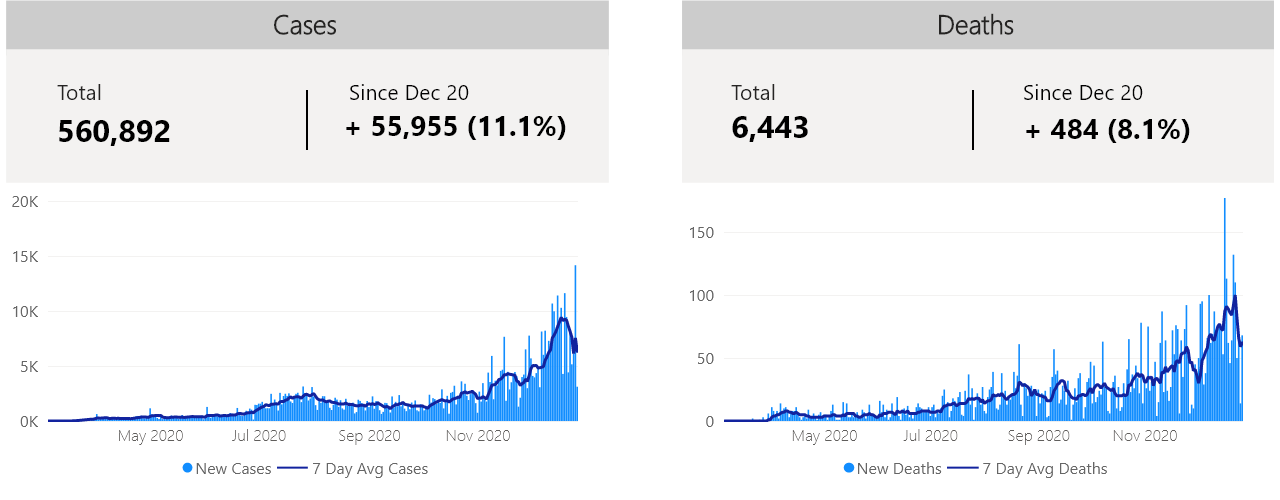 Cases
Total
560,892
Since Dec 20
+ 55,955 (11.1%)
20K
15K
10K
5K
0K
May 2020
Jul 2020
Sep 2020
Nov 2020
New Cases
7 Day Avg Cases
Deaths
Total
6,443
Since Dec 20
+ 484 (8.1%)
150
100
50
0
May 2020
Jul 2020
Sep 2020
Nov 2020
New Deaths
7 Day Avg Deaths